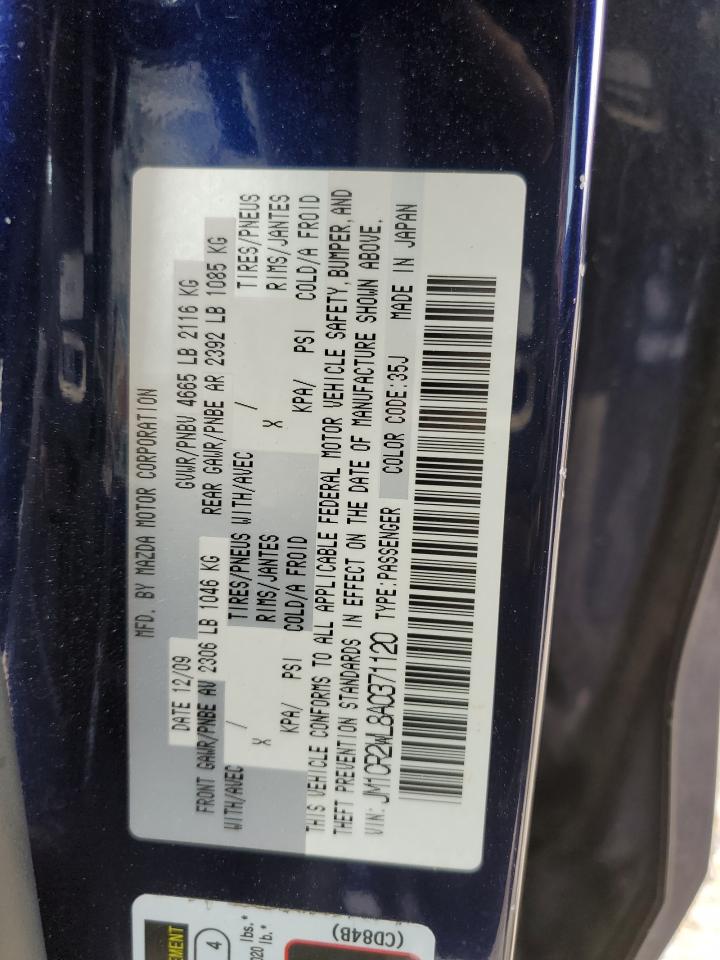 MFD. BY MAZDA MOTOR CORPORATION
DATE 12/09 GVWR/PNBV 4665 LB 2116 KG
FRONT GAWR/PNBE AV 2306 LB 1046 KG REAR GAWR/PNBE AR 2392 LB 1085 KG
WITH/AVEC / TIRES/PNEUS WITH/AVEC / TIRES/PNEUS
X RIMS/JANTES X RIMS/JANTES
KPA/ PSI COLD/A FROID KPA/ PSI COLD/A FROID
THIS VEHICLE CONFORMS TO ALL APPLICABLE FEDERAL MOTOR VEHICLE SAFETY, BUMPER, AND
THEFT PREVENTION STANDARDS IN EFFECT ON THE DATE OF MANUFACTURE SHOWN ABOVE.
VIN: JM1CR2WL8A0371120 TYPE:PASSENGER COLOR CODE:35J MADE IN JAPAN
4
lbs.*
lb.*
(CD84B)